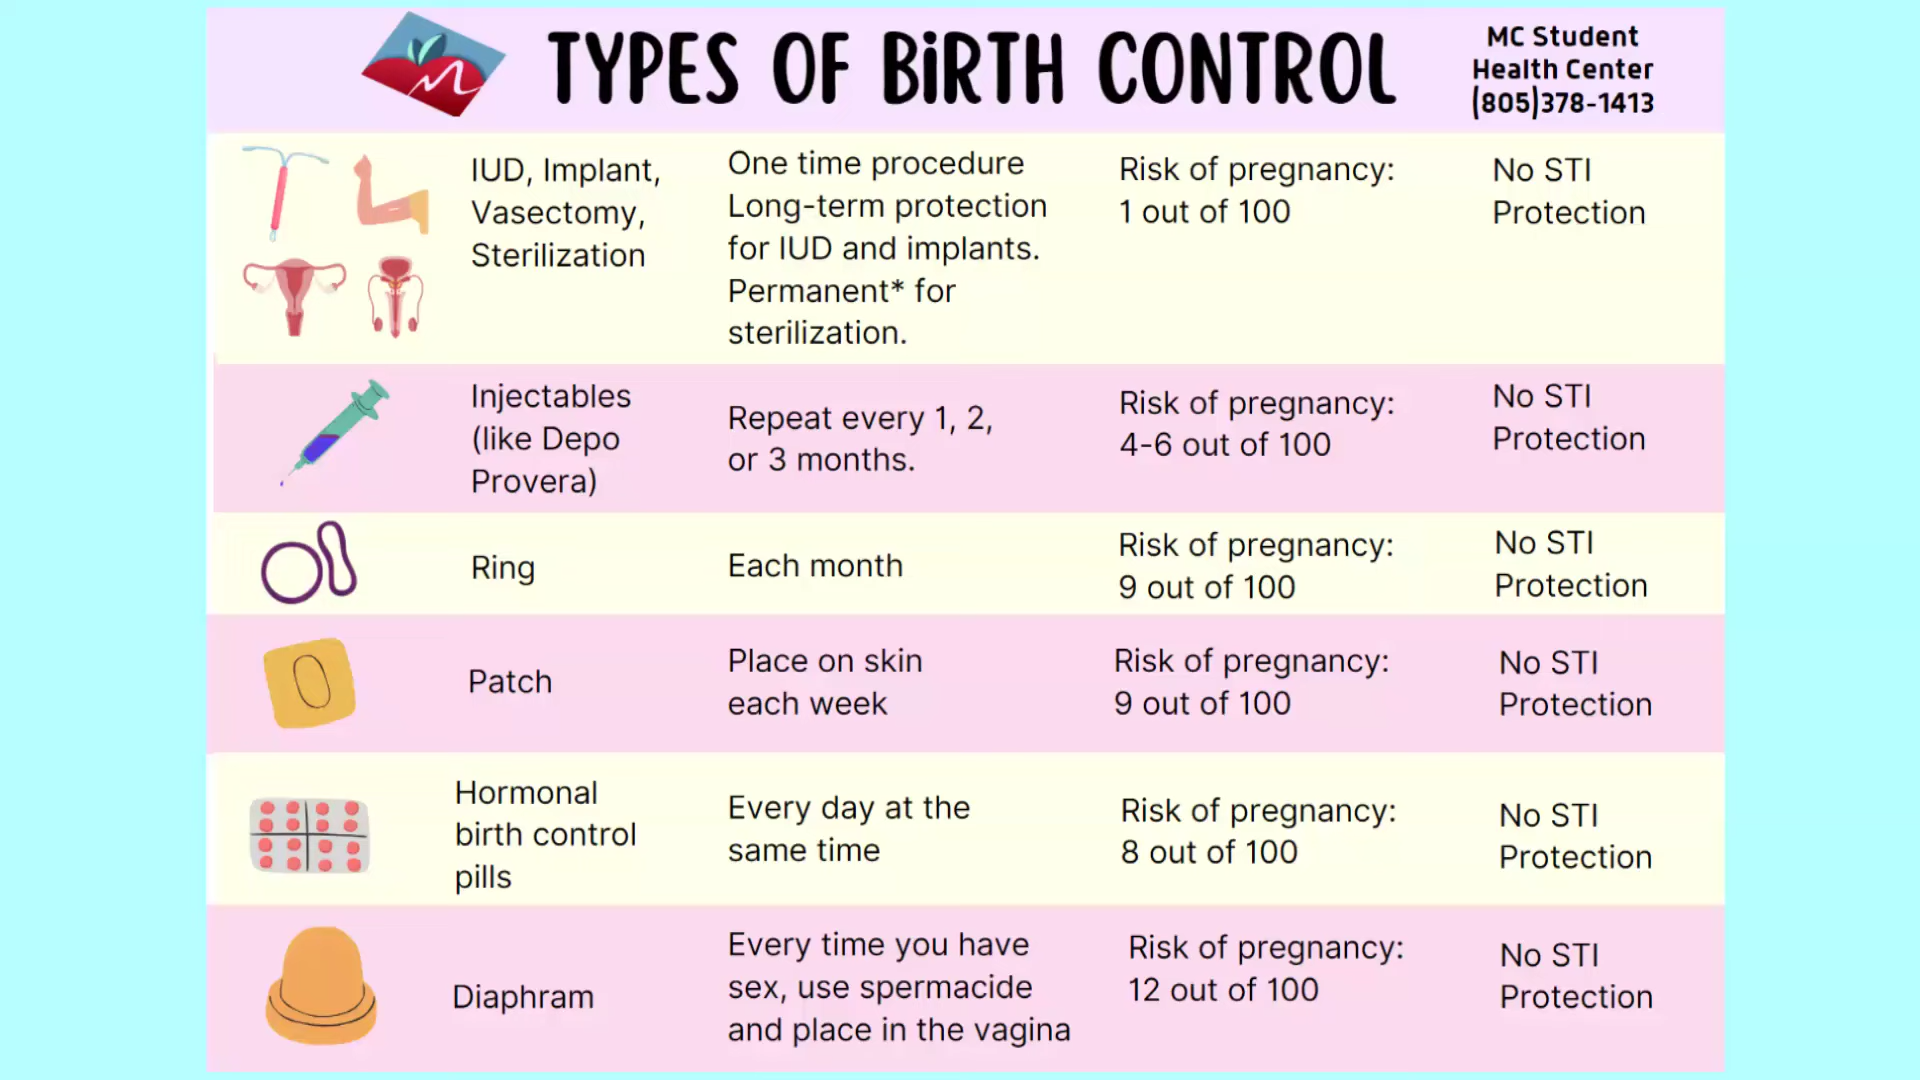 TYPES OF BIRTH CONTROL
MC Student
Health Center
(805)378-1413
IUD, Implant,
Vasectomy,
Sterilization
One time procedure
Long-term protection
for IUD and implants.
Permanent* for
sterilization.
Risk of pregnancy:
1 out of 100
No STI
Protection
Injectables
(like Depo
Provera)
Repeat every 1, 2,
or 3 months.
Risk of pregnancy:
4-6 out of 100
No STI
Protection
Ring
Each month
Risk of pregnancy:
9 out of 100
No STI
Protection
Patch
Place on skin
each week
Risk of pregnancy:
9 out of 100
No STI
Protection
Hormonal
birth control
pills
Every day at the
same time
Risk of pregnancy:
8 out of 100
No STI
Protection
Diaphram
Every time you have
sex, use spermacide
and place in the vagina
Risk of pregnancy:
12 out of 100
No STI
Protection